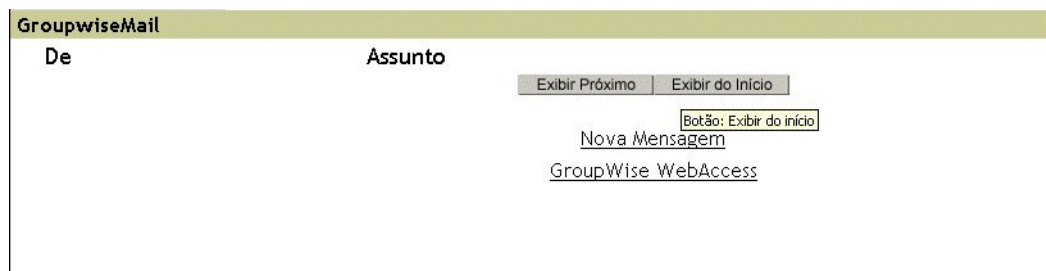 GroupwiseMail
De Assunto
Exibir Próximo Exibir do Início
Botão: Exibir do início
Nova Mensagem
GroupWise WebAccess